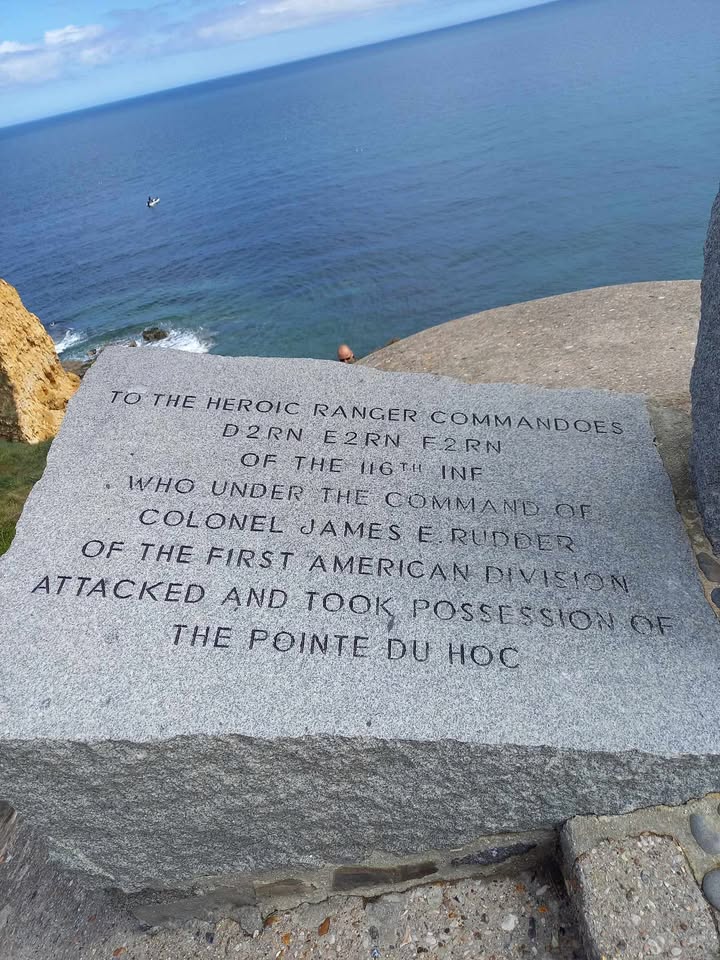 TO THE HEROIC RANGER COMMANDOES
D2RN E2RN F2RN
OF THE 116TH INF
WHO UNDER THE COMMAND OF
COLONEL JAMES E. RUDDER
OF THE FIRST AMERICAN DIVISION
ATTACKED AND TOOK POSSESSION OF
THE POINTE DU HOC